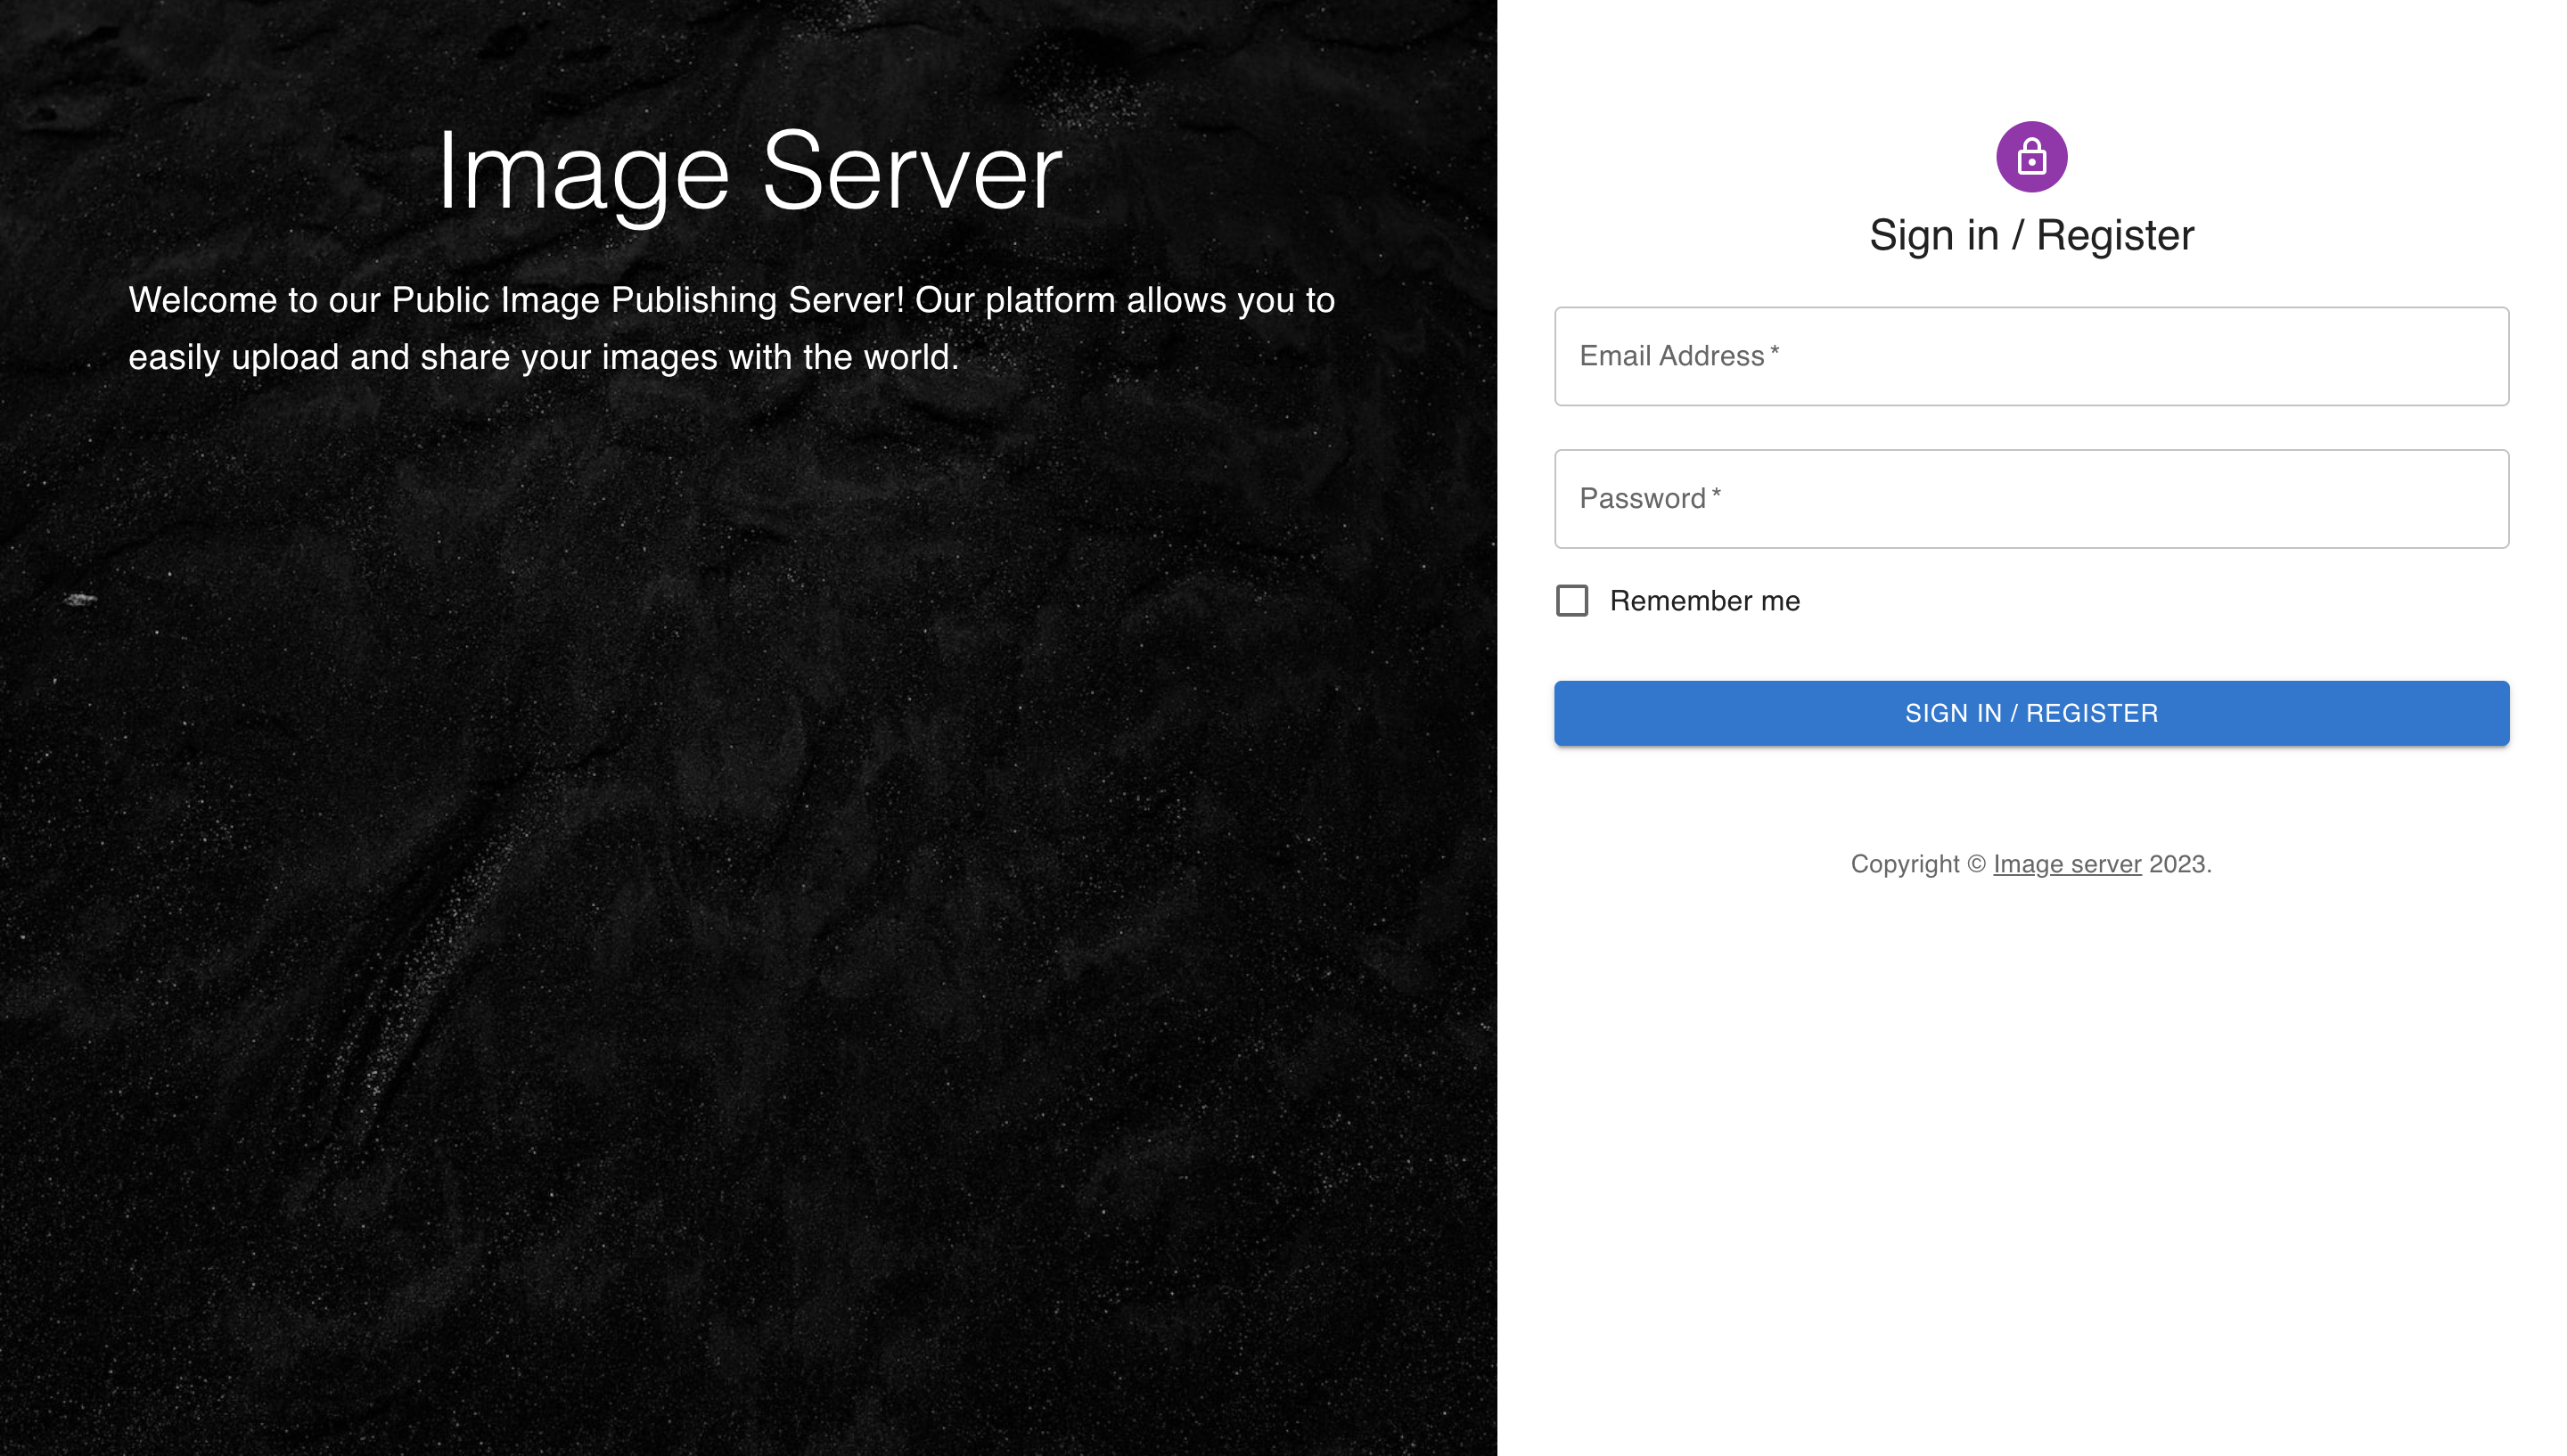 Image Server
Welcome to our Public Image Publishing Server! Our platform allows you to
easily upload and share your images with the world.
Sign in / Register
Email Address *
Password *
Remember me
SIGN IN / REGISTER
Copyright © Image server 2023.